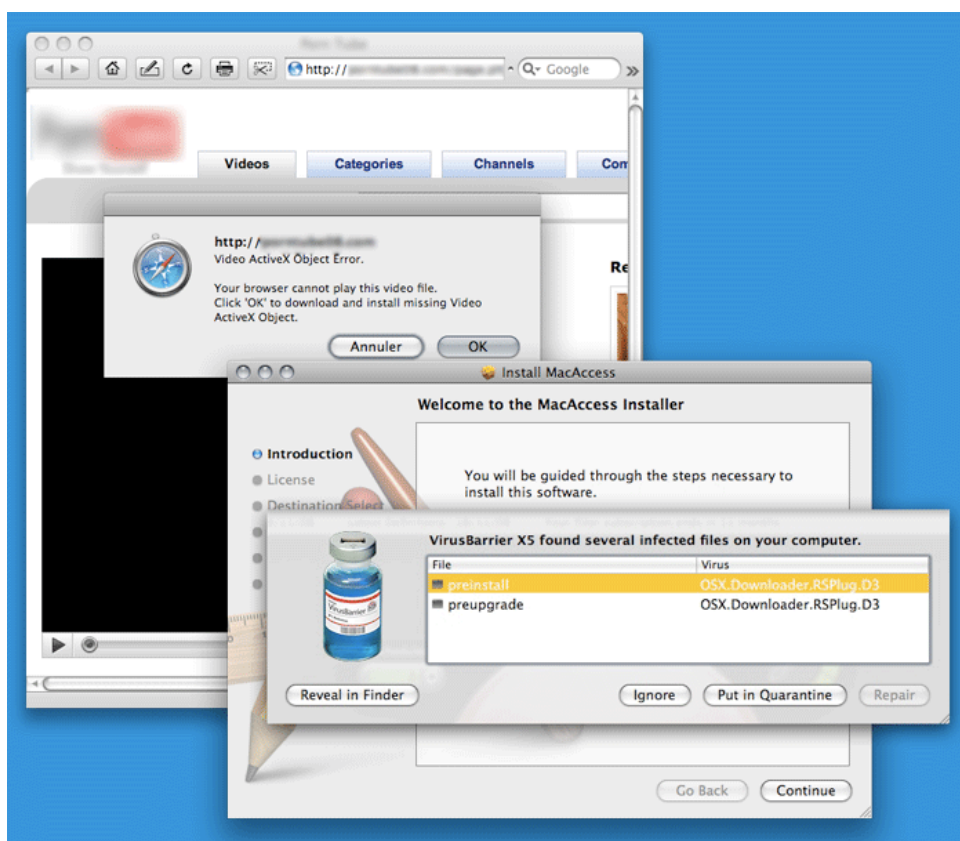 http://
Google
Videos
Categories
Channels
http://
Video ActiveX Object Error.
Your browser cannot play this video file.
Click 'OK' to download and install missing Video
ActiveX Object.
Re
Annuler
OK
Install MacAccess
Welcome to the MacAccess Installer
Introduction
License
Destination Select
You will be guided through the steps necessary to
install this software.
VirusBarrier X5 found several infected files on your computer.
File
Virus
preinstall
OSX.Downloader.RSPlug.D3
preupgrade
OSX.Downloader.RSPlug.D3
VirusBarrier
Reveal in Finder
Ignore
Put in Quarantine
Repair
Go Back
Continue